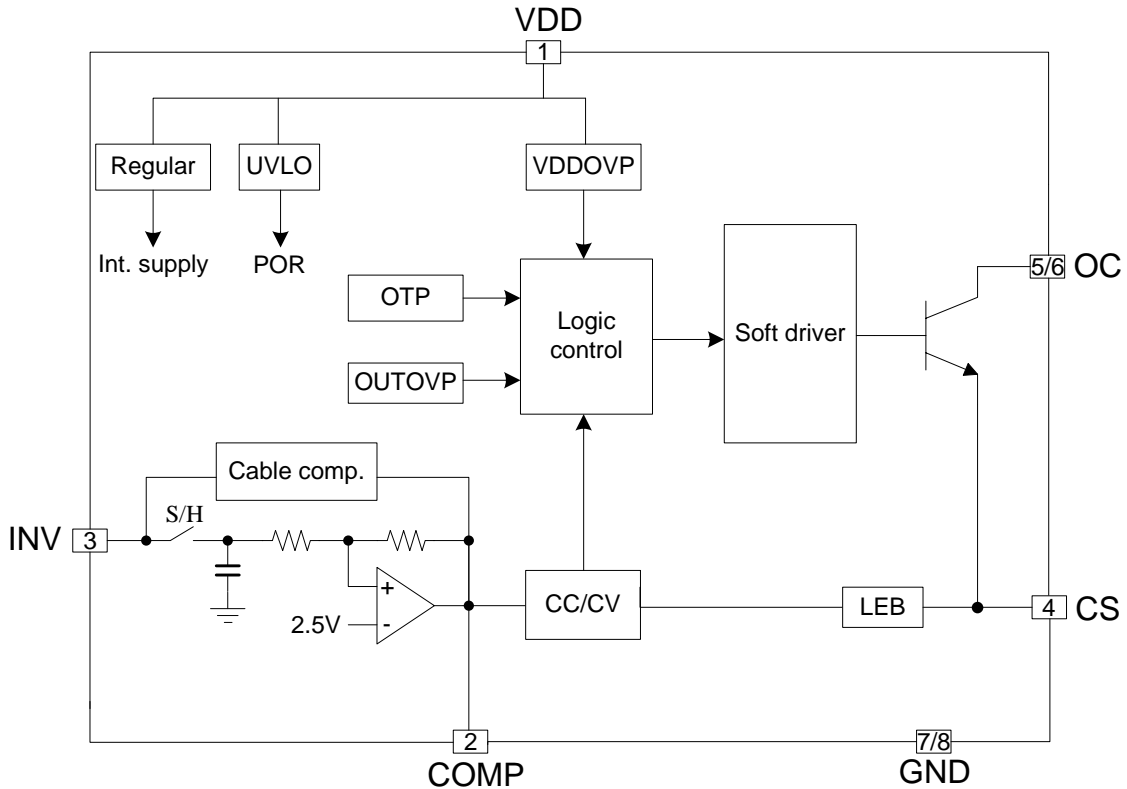 VDD
1
Regular
UVLO
VDDOVP
Int. supply
POR
OTP
Logic
control
Soft driver
5/6 OC
OUTOVP
Cable comp.
S/H
INV 3
+
2.5V
-
CC/CV
LEB
4 CS
2
COMP
7/8
GND